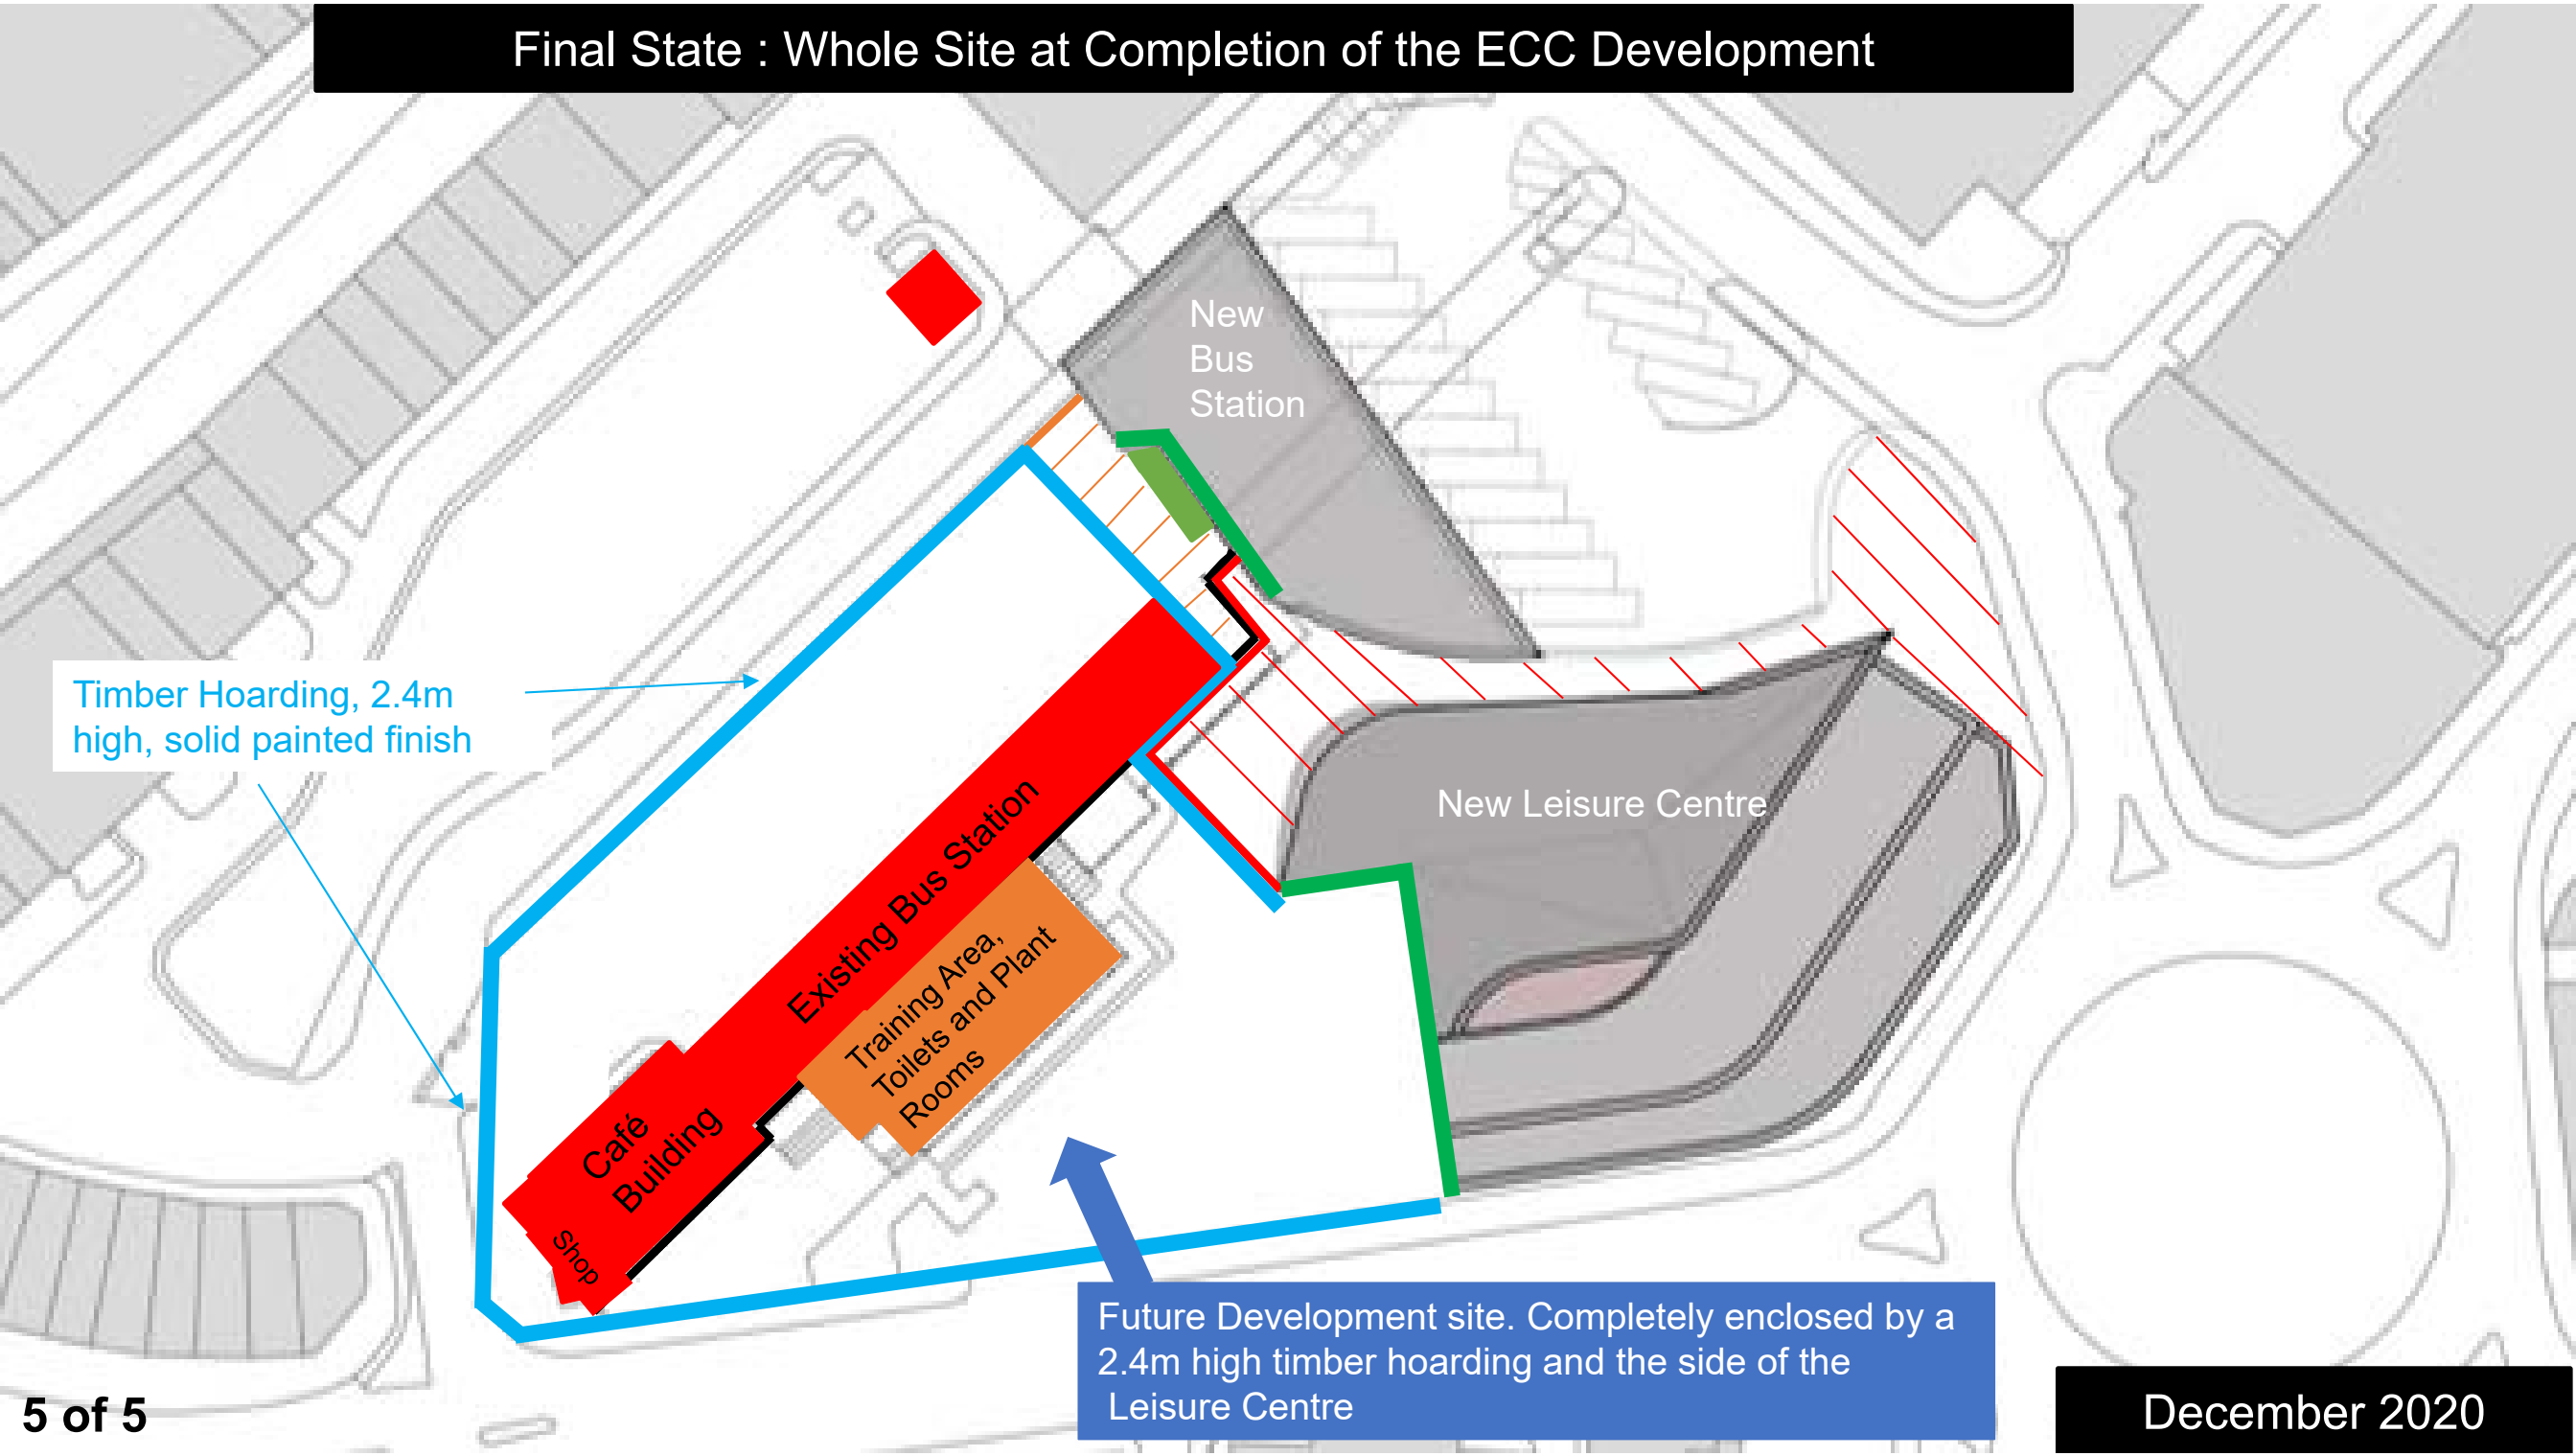 Final State : Whole Site at Completion of the ECC Development
New
Bus
Station
Timber Hoarding, 2.4m
high, solid painted finish
New Leisure Centre
Existing Bus Station
Training Area,
Toilets and Plant
Rooms
Café
Building
Shop
Future Development site. Completely enclosed by a
2.4m high timber hoarding and the side of the
Leisure Centre
5 of 5
December 2020